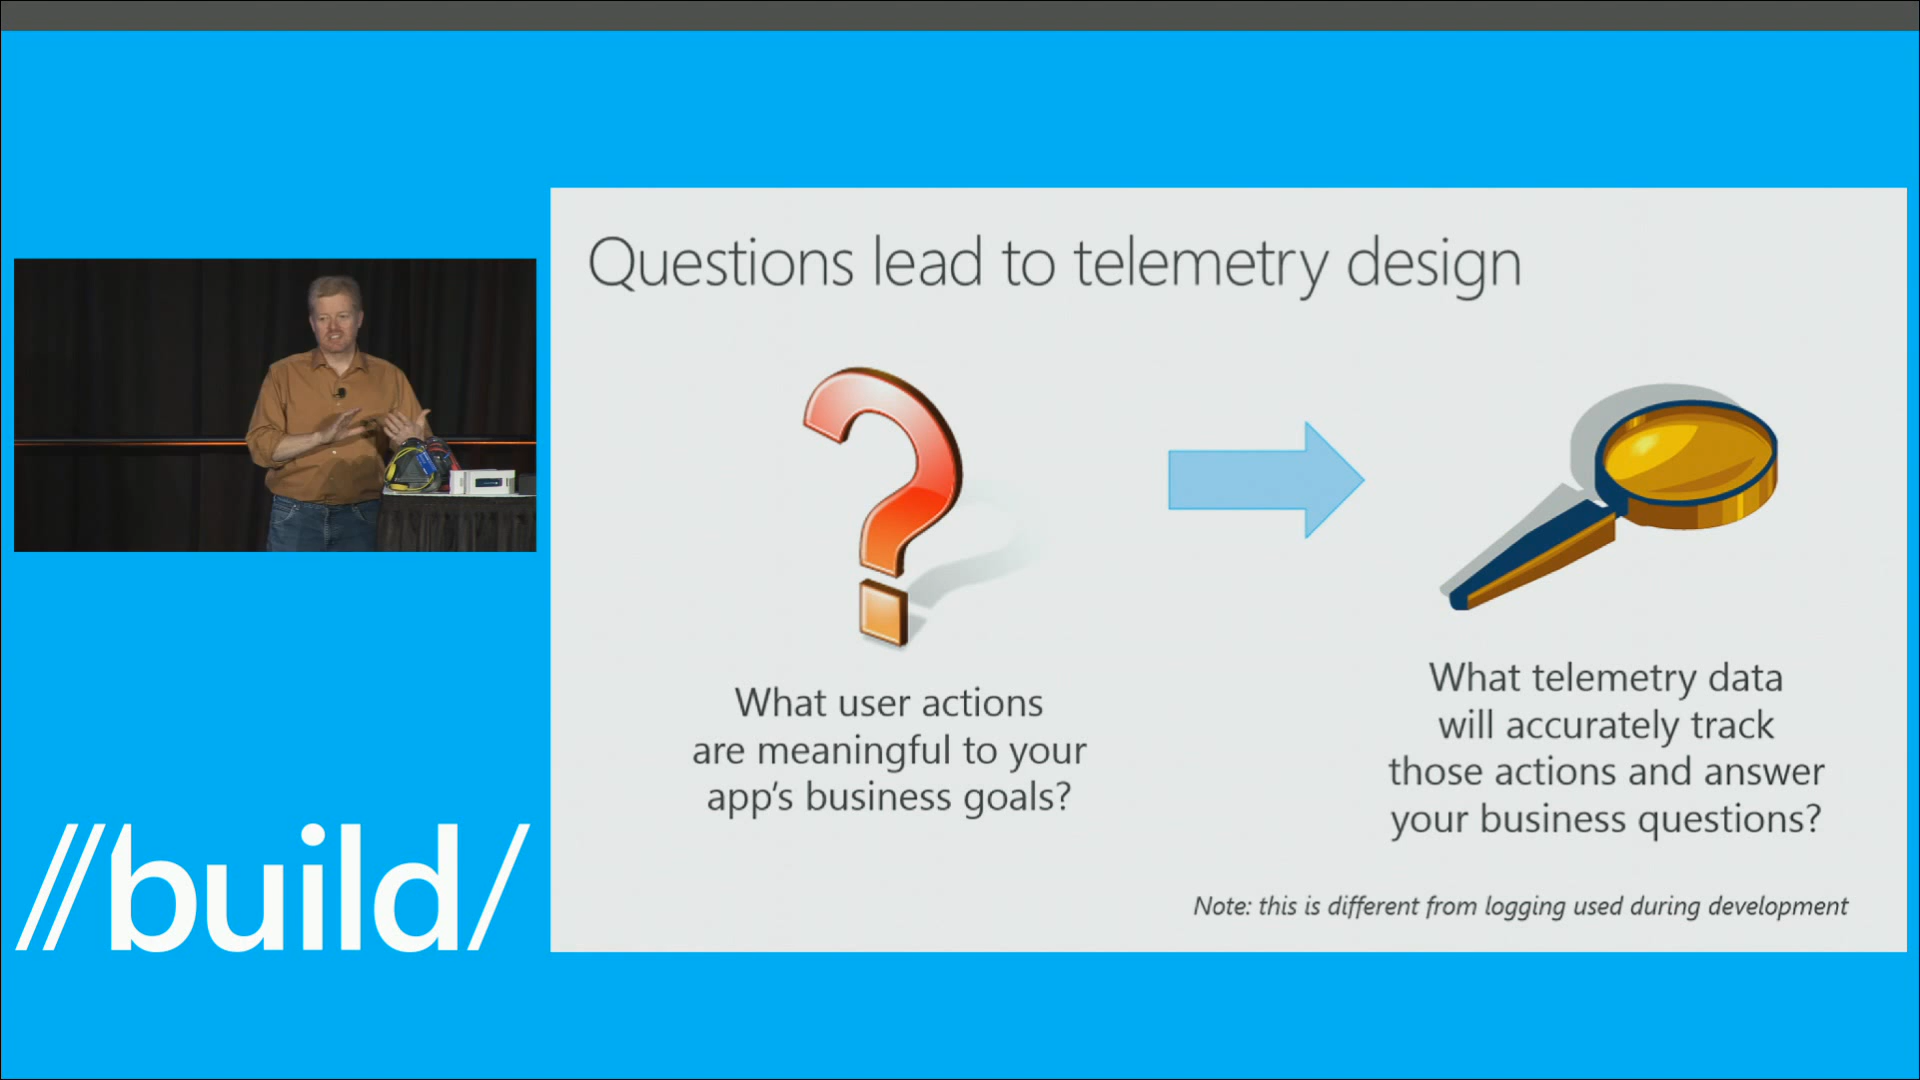 Questions lead to telemetry design
What user actions
are meaningful to your
app's business goals?
What telemetry data
will accurately track
those actions and answer
your business questions?
Note: this is different from logging used during development
//build/